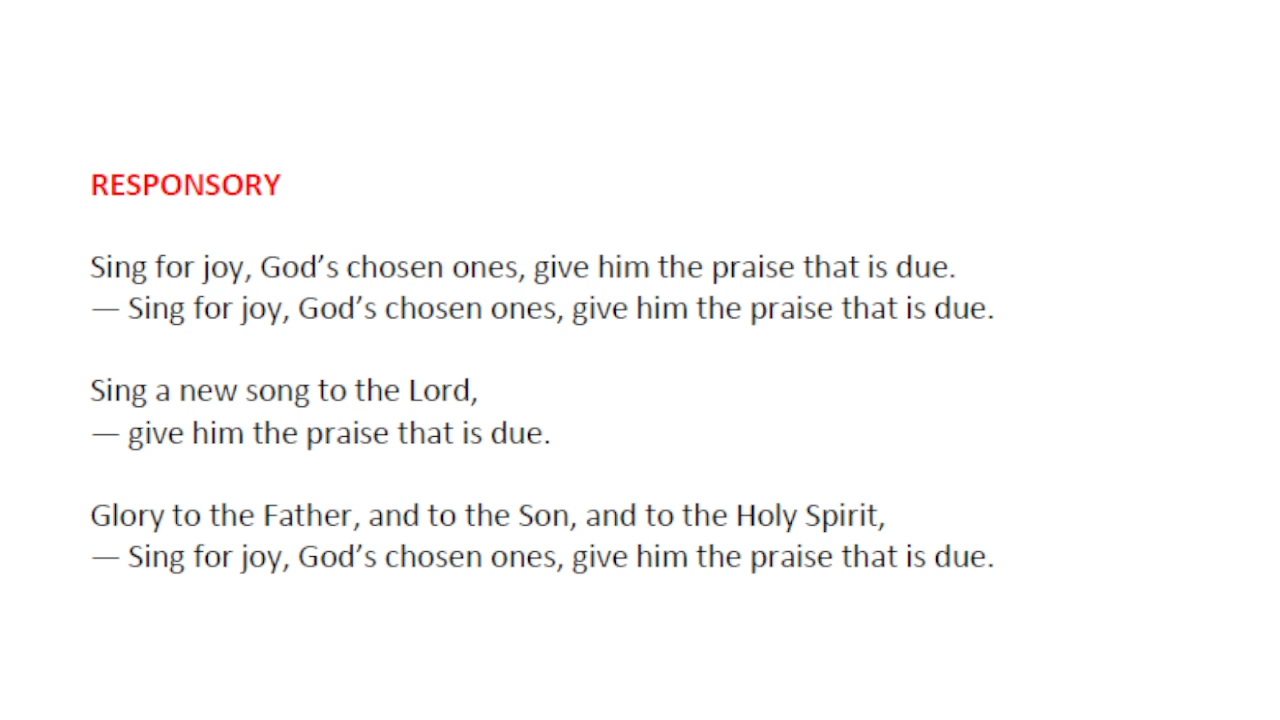 RESPONSORY
Sing for joy, God’s chosen ones, give him the praise that is due.
— Sing for joy, God’s chosen ones, give him the praise that is due.
Sing a new song to the Lord,
— give him the praise that is due.
Glory to the Father, and to the Son, and to the Holy Spirit,
— Sing for joy, God’s chosen ones, give him the praise that is due.